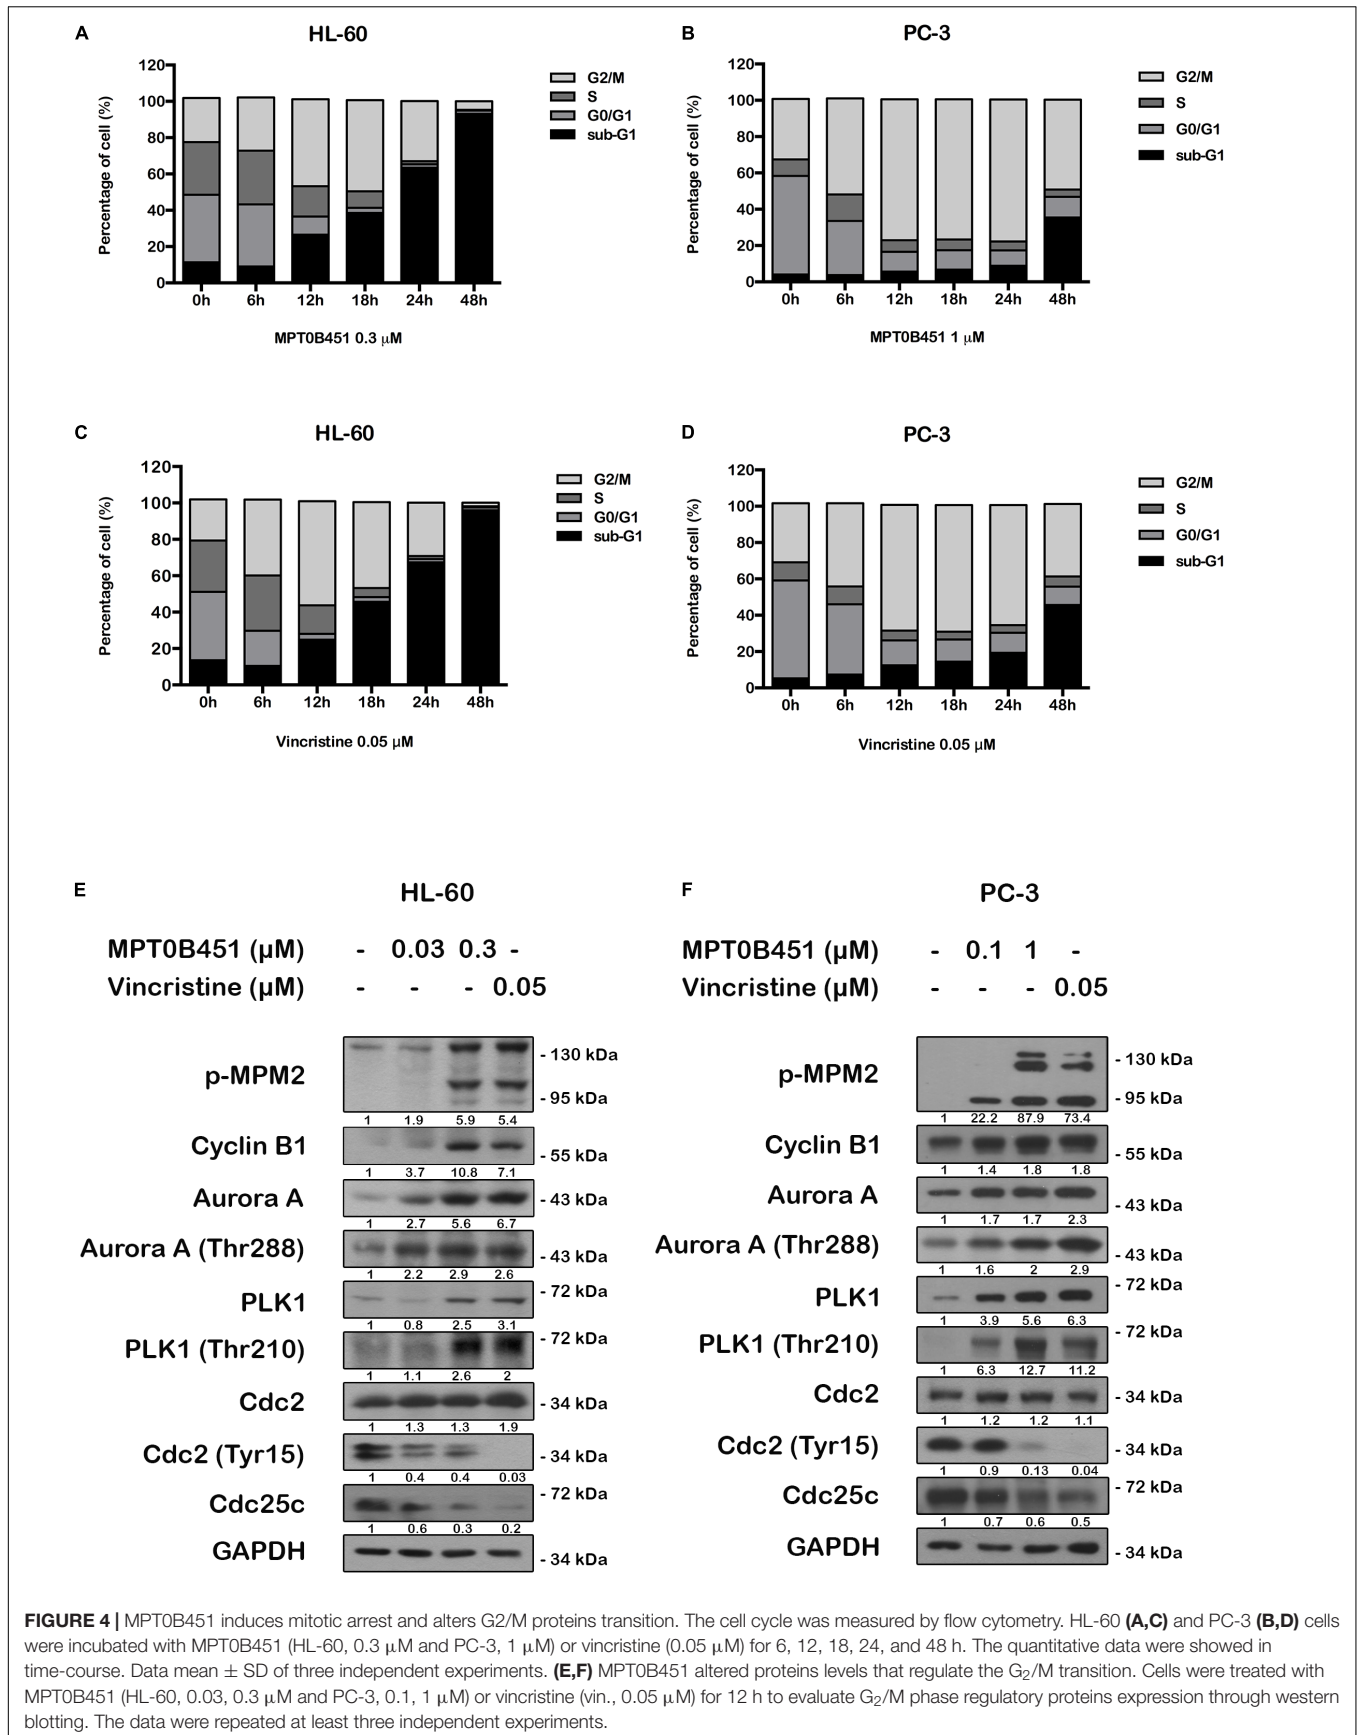 A
HL-60
120
100
80
60
40
20
0
Percentage of cell (%)
0h 6h 12h 18h 24h 48h
MPT0B451 0.3 µM
G2/M
S
G0/G1
sub-G1
B
PC-3
120
100
80
60
40
20
0
Percentage of cell (%)
0h 6h 12h 18h 24h 48h
MPT0B451 1 µM
G2/M
S
G0/G1
sub-G1
C
HL-60
120
100
80
60
40
20
0
Percentage of cell (%)
0h 6h 12h 18h 24h 48h
Vincristine 0.05 µM
G2/M
S
G0/G1
sub-G1
D
PC-3
120
100
80
60
40
20
0
Percentage of cell (%)
0h 6h 12h 18h 24h 48h
Vincristine 0.05 µM
G2/M
S
G0/G1
sub-G1
E
HL-60
MPT0B451 (µM) - 0.03 0.3 -
Vincristine (µM) - - - 0.05
p-MPM2
- 130 kDa
- 95 kDa
1 1.9 5.9 5.4
Cyclin B1 - 55 kDa
1 3.7 10.8 7.1
Aurora A - 43 kDa
1 2.7 5.6 6.7
Aurora A (Thr288) - 43 kDa
1 2.2 2.9 2.6
PLK1 - 72 kDa
1 0.8 2.5 3.1
PLK1 (Thr210) - 72 kDa
1 1.1 2.6 2
Cdc2 - 34 kDa
1 1.3 1.3 1.9
Cdc2 (Tyr15) - 34 kDa
1 0.4 0.4 0.03
Cdc25c - 72 kDa
1 0.6 0.3 0.2
GAPDH - 34 kDa
F
PC-3
MPT0B451 (µM) - 0.1 1 -
Vincristine (µM) - - - 0.05
p-MPM2
- 130 kDa
- 95 kDa
1 22.2 87.9 73.4
Cyclin B1 - 55 kDa
1 1.4 1.8 1.8
Aurora A - 43 kDa
1 1.7 1.7 2.3
Aurora A (Thr288) - 43 kDa
1 1.6 2 2.9
PLK1 - 72 kDa
1 3.9 5.6 6.3
PLK1 (Thr210) - 72 kDa
1 6.3 12.7 11.2
Cdc2 - 34 kDa
1 1.2 1.2 1.1
Cdc2 (Tyr15) - 34 kDa
1 0.9 0.13 0.04
Cdc25c - 72 kDa
1 0.7 0.6 0.5
GAPDH - 34 kDa
FIGURE 4 | MPT0B451 induces mitotic arrest and alters G2/M proteins transition. The cell cycle was measured by flow cytometry. HL-60 (A,C) and PC-3 (B,D) cells
were incubated with MPT0B451 (HL-60, 0.3 µM and PC-3, 1 µM) or vincristine (0.05 µM) for 6, 12, 18, 24, and 48 h. The quantitative data were showed in
time-course. Data mean ± SD of three independent experiments. (E,F) MPT0B451 altered proteins levels that regulate the G₂/M transition. Cells were treated with
MPT0B451 (HL-60, 0.03, 0.3 µM and PC-3, 0.1, 1 µM) or vincristine (vin., 0.05 µM) for 12 h to evaluate G₂/M phase regulatory proteins expression through western
blotting. The data were repeated at least three independent experiments.